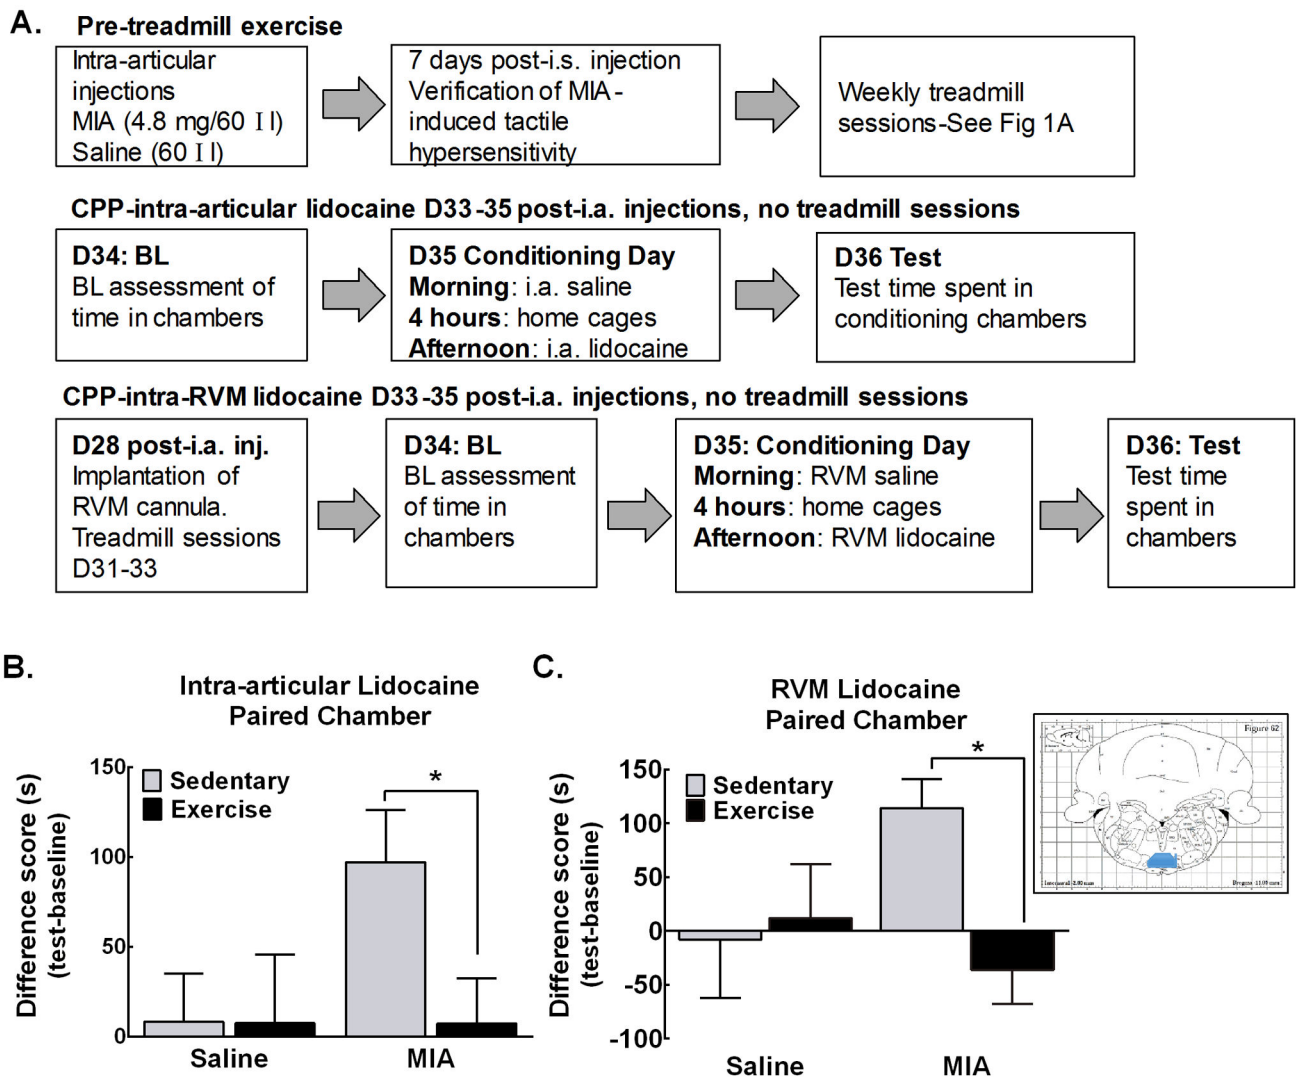 A.
Pre-treadmill exercise
Intra-articular
injections
MIA (4.8 mg/60 I l)
Saline (60 I l)
7 days post-i.s. injection
Verification of MIA-
induced tactile
hypersensitivity
Weekly treadmill
sessions-See Fig 1A
CPP-intra-articular lidocaine D33-35 post-i.a. injections, no treadmill sessions
D34: BL
BL assessment of
time in chambers
D35 Conditioning Day
Morning: i.a. saline
4 hours: home cages
Afternoon: i.a. lidocaine
D36 Test
Test time spent in
conditioning chambers
CPP-intra-RVM lidocaine D33-35 post-i.a. injections, no treadmill sessions
D28 post-i.a. inj.
Implantation of
RVM cannula.
Treadmill sessions
D31-33
D34: BL
BL assessment
of time in
chambers
D35: Conditioning Day
Morning: RVM saline
4 hours: home cages
Afternoon: RVM lidocaine
D36: Test
Test time
spent in
chambers
B.
Intra-articular Lidocaine
Paired Chamber
Difference score (s)
(test-baseline)
150
100
50
0
Sedentary
Exercise
*
Saline
MIA
C.
RVM Lidocaine
Paired Chamber
Difference score (s)
(test-baseline)
150
100
50
0
-50
-100
Sedentary
Exercise
*
Saline
MIA
Figure 62